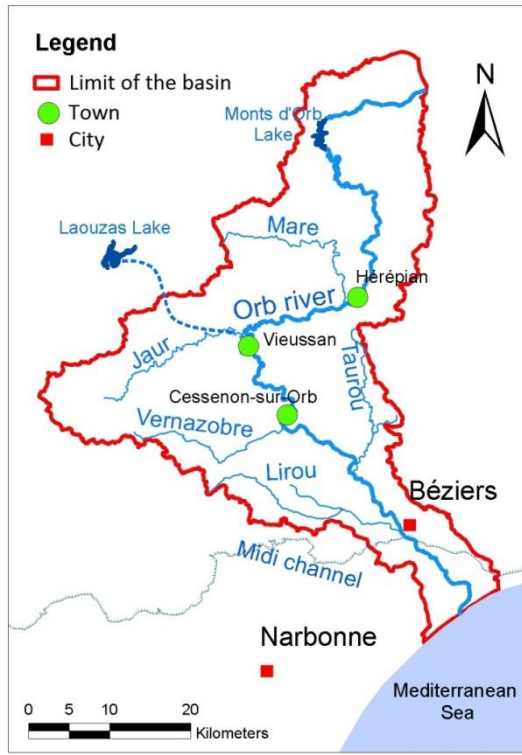 Legend
Limit of the basin
Town
City
N
Monts d'Orb
Lake
Laouzas Lake
Mare
Hérépian
Orb river
Jaur
Vieussan
Taurou
Cessenon-sur-Orb
Vernazobre
Lirou
Béziers
Midi channel
Narbonne
Mediterranean
Sea
0 5 10 20
Kilometers